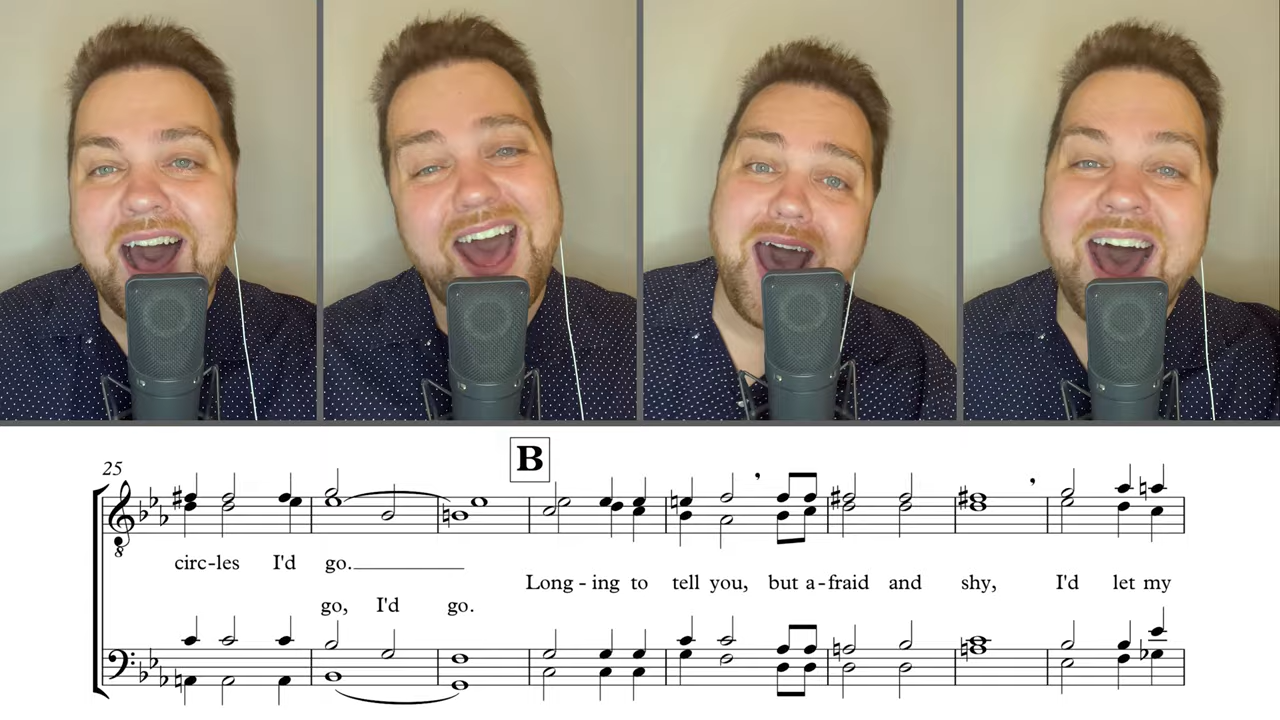 25
B
circ-les I'd go.
Long-ing to tell you, but a-fraid and shy, I'd let my
go, I'd go.